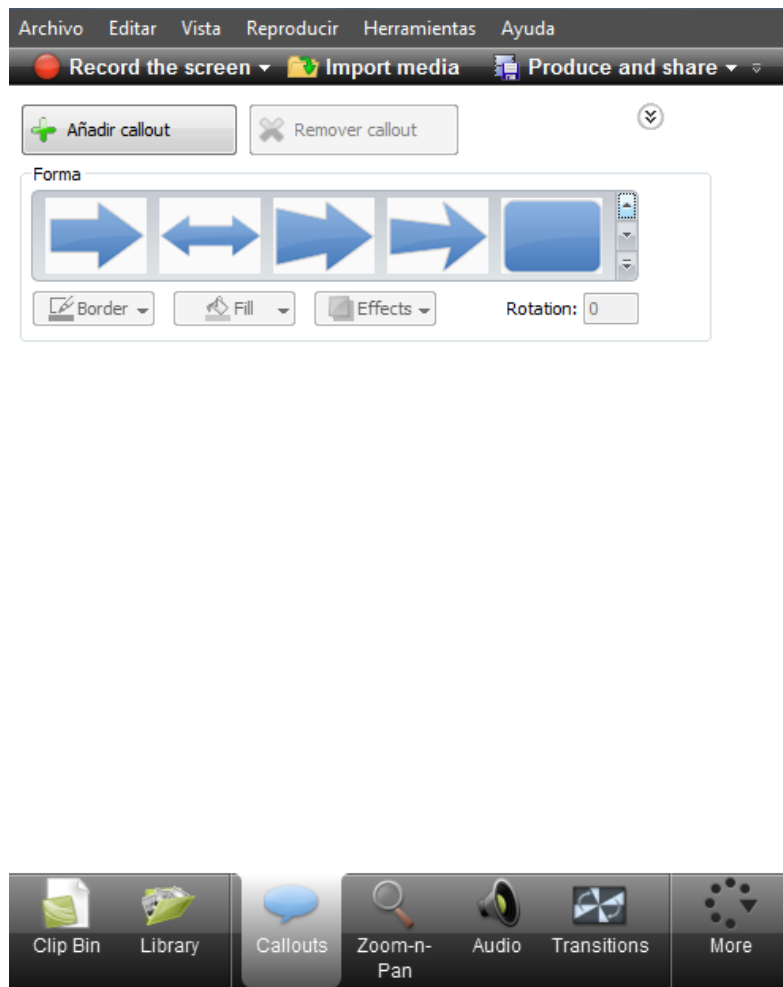 Archivo Editar Vista Reproducir Herramientas Ayuda
Record the screen Import media Produce and share
Añadir callout Remover callout
Forma
Border Fill Effects Rotation: 0
Clip Bin Library Callouts Zoom-n- Audio Transitions More
Pan